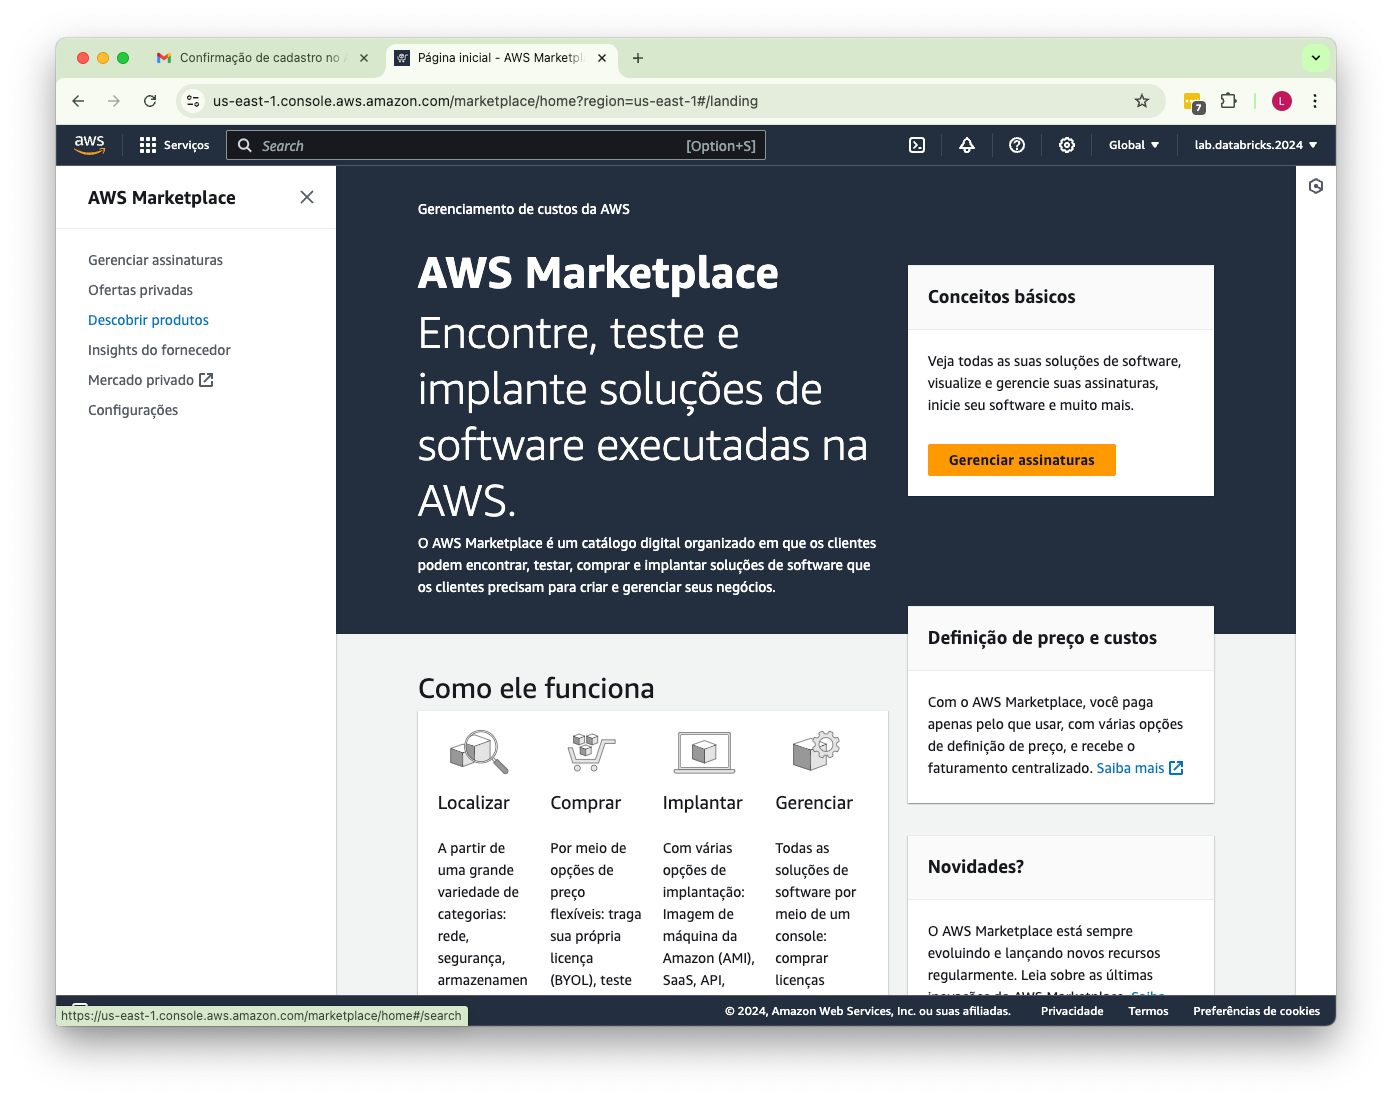 Confirmação de cadastro no
Página inicial - AWS Marketpl
us-east-1.console.aws.amazon.com/marketplace/home?region=us-east-1#/landing
7
L
aws
Serviços
Search
[Option+S]
Global
lab.databricks.2024
AWS Marketplace
Gerenciar assinaturas
Ofertas privadas
Descobrir produtos
Insights do fornecedor
Mercado privado
Configurações
Gerenciamento de custos da AWS
AWS Marketplace
Encontre, teste e
implante soluções de
software executadas na
AWS.
O AWS Marketplace é um catálogo digital organizado em que os clientes
podem encontrar, testar, comprar e implantar soluções de software que
os clientes precisam para criar e gerenciar seus negócios.
Conceitos básicos
Veja todas as suas soluções de software,
visualize e gerencie suas assinaturas,
inicie seu software e muito mais.
Gerenciar assinaturas
Definição de preço e custos
Com o AWS Marketplace, você paga
apenas pelo que usar, com várias opções
de definição de preço, e recebe o
faturamento centralizado. Saiba mais
Como ele funciona
Localizar
A partir de
uma grande
variedade de
categorias:
rede,
segurança,
armazenamen
Comprar
Por meio de
opções de
preço
flexíveis: traga
sua própria
licença
(BYOL), teste
Implantar
Com várias
opções de
implantação:
Imagem de
máquina da
Amazon (AMI),
SaaS, API,
Gerenciar
Todas as
soluções de
software por
meio de um
console:
comprar
licenças
Novidades?
O AWS Marketplace está sempre
evoluindo e lançando novos recursos
regularmente. Leia sobre as últimas
inovações do AWS Marketplace. Saiba
https://us-east-1.console.aws.amazon.com/marketplace/home#/search
© 2024, Amazon Web Services, Inc. ou suas afiliadas.
Privacidade
Termos
Preferências de cookies